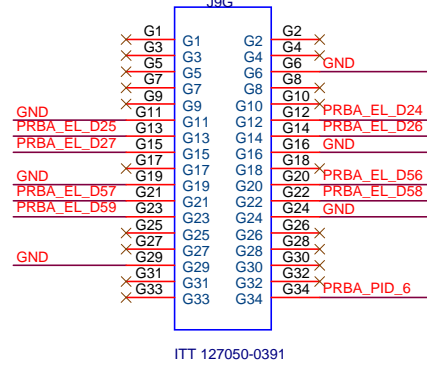 J9G
G1 G1 G2 G2
G3 G3 G4 G4
G5 G5 G6 G6 GND
G7 G7 G8 G8
G9 G9 G10 G10
GND G11 G11 G12 G12 PRBA_EL_D24
PRBA_EL_D25 G13 G13 G14 G14 PRBA_EL_D26
PRBA_EL_D27 G15 G15 G16 G16 GND
G17 G17 G18 G18
GND G19 G19 G20 G20 PRBA_EL_D56
PRBA_EL_D57 G21 G21 G22 G22 PRBA_EL_D58
PRBA_EL_D59 G23 G23 G24 G24 GND
G25 G25 G26 G26
G27 G27 G28 G28
GND G29 G29 G30 G30
G31 G31 G32 G32
G33 G33 G34 G34 PRBA_PID_6
ITT 127050-0391